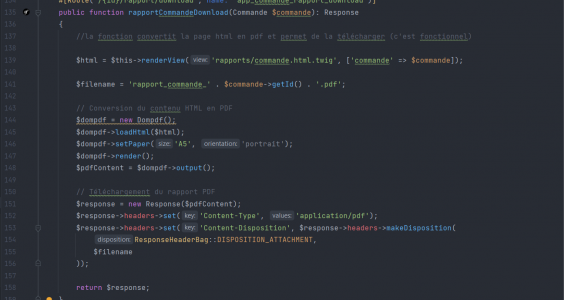 #[Route('/{id}/rapport/download', name: 'app_commande_rapport_download')]
135 public function rapportCommandeDownload(Commande $commande): Response
136 {
137 //la fonction convertit la page html en pdf et permet de la télécharger (c'est fonctionnel)
138
139 $html = $this->renderView( view: 'rapports/commande.html.twig', ['commande' => $commande]);
140
141 $filename = 'rapport_commande_' . $commande->getId() . '.pdf';
142
143 // Conversion du contenu HTML en PDF
144 $dompdf = new Dompdf();
145 $dompdf->loadHtml($html);
146 $dompdf->setPaper( size: 'A5', orientation: 'portrait');
147 $dompdf->render();
148 $pdfContent = $dompdf->output();
149
150 // Téléchargement du rapport PDF
151 $response = new Response($pdfContent);
152 $response->headers->set( key: 'Content-Type', values: 'application/pdf');
153 $response->headers->set( key: 'Content-Disposition', $response->headers->makeDisposition(
154 disposition: ResponseHeaderBag::DISPOSITION_ATTACHMENT,
155 $filename
156 ));
157
158 return $response;
}